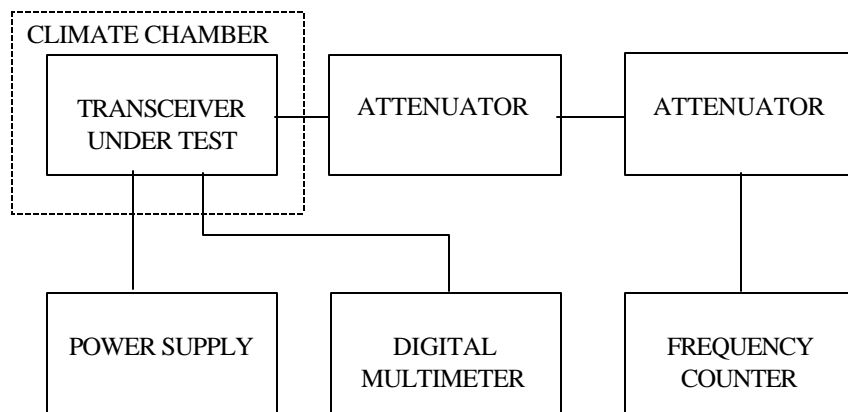 CLIMATE CHAMBER
TRANSCEIVER
UNDER TEST
ATTENUATOR
ATTENUATOR
POWER SUPPLY
DIGITAL
MULTIMETER
FREQUENCY
COUNTER